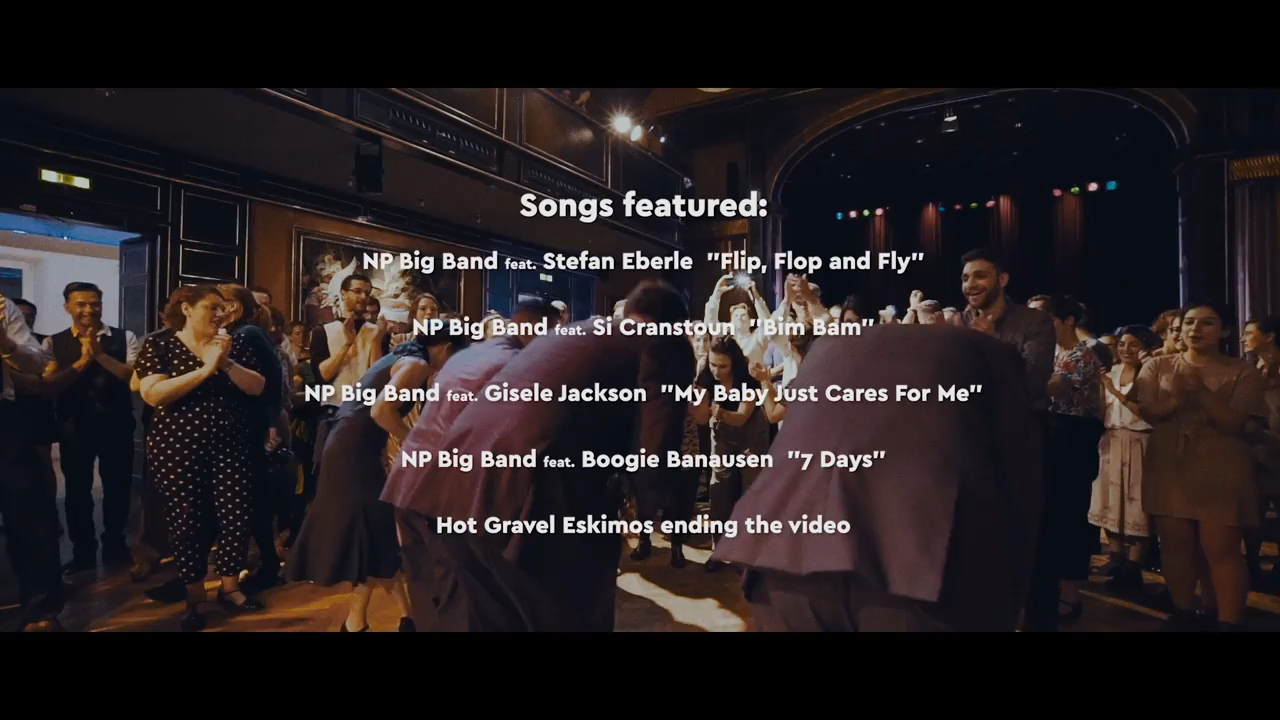 Songs featured:
NP Big Band feat. Stefan Eberle "Flip, Flop and Fly"
NP Big Band feat. Si Cranstoun "Bim Bam"
NP Big Band feat. Gisele Jackson "My Baby Just Cares For Me"
NP Big Band feat. Boogie Banausen "7 Days"
Hot Gravel Eskimos ending the video